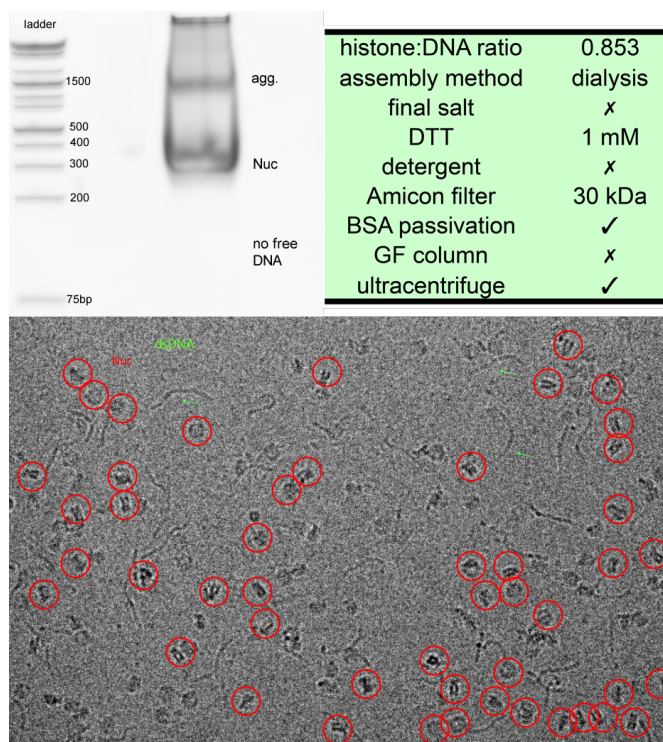 ladder
1500
agg.
500
400
300
Nuc
200
no free
DNA
75bp
histone:DNA ratio 0.853
assembly method dialysis
final salt ✗
DTT 1 mM
detergent ✗
Amicon filter 30 kDa
BSA passivation ✓
GF column ✗
ultracentrifuge ✓
dsDNA
Nuc